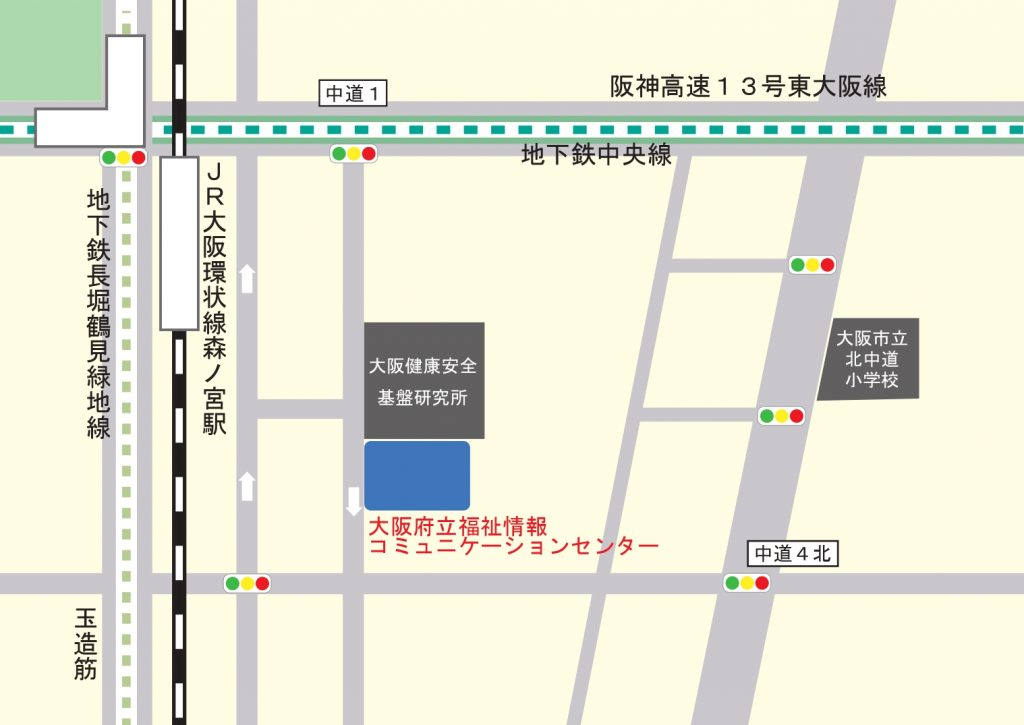 阪神高速１３号東大阪線
中道１
地下鉄中央線
ＪＲ大阪環状線森ノ宮駅
地下鉄長堀鶴見緑地線
大阪健康安全
基盤研究所
大阪市立
北中道
小学校
大阪府立福祉情報
コミュニケーションセンター
中道４北
玉造筋